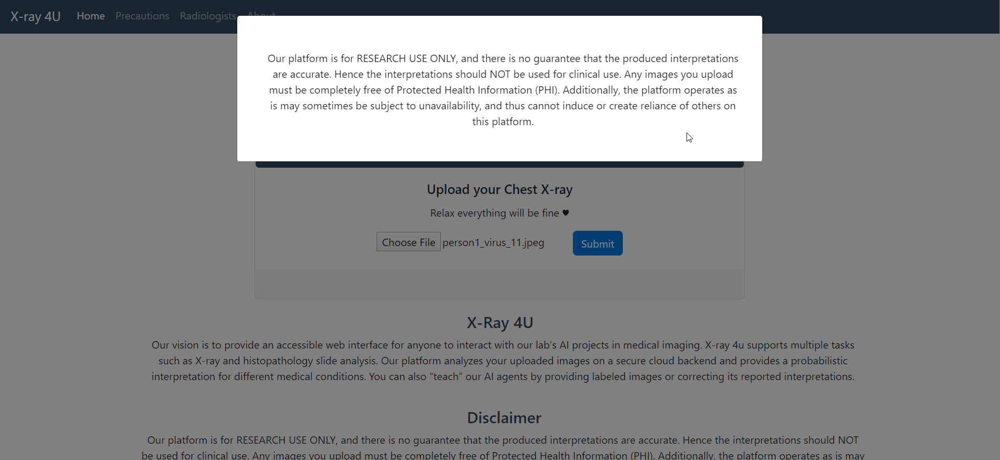 X-ray 4U Home Precautions Radiologists About
Our platform is for RESEARCH USE ONLY, and there is no guarantee that the produced interpretations
are accurate. Hence the interpretations should NOT be used for clinical use. Any images you upload
must be completely free of Protected Health Information (PHI). Additionally, the platform operates as
is may sometimes be subject to unavailability, and thus cannot induce or create reliance of others on
this platform.
Upload your Chest X-ray
Relax everything will be fine ♥
Choose File person1_virus_11.jpeg Submit
X-Ray 4U
Our vision is to provide an accessible web interface for anyone to interact with our lab’s AI projects in medical imaging. X-ray 4u supports multiple tasks
such as X-ray and histopathology slide analysis. Our platform analyzes your uploaded images on a secure cloud backend and provides a probabilistic
interpretation for different medical conditions. You can also “teach” our AI agents by providing labeled images or correcting its reported interpretations.
Disclaimer
Our platform is for RESEARCH USE ONLY, and there is no guarantee that the produced interpretations are accurate. Hence the interpretations should NOT
be used for clinical use. Any images you upload must be completely free of Protected Health Information (PHI). Additionally, the platform operates as is may